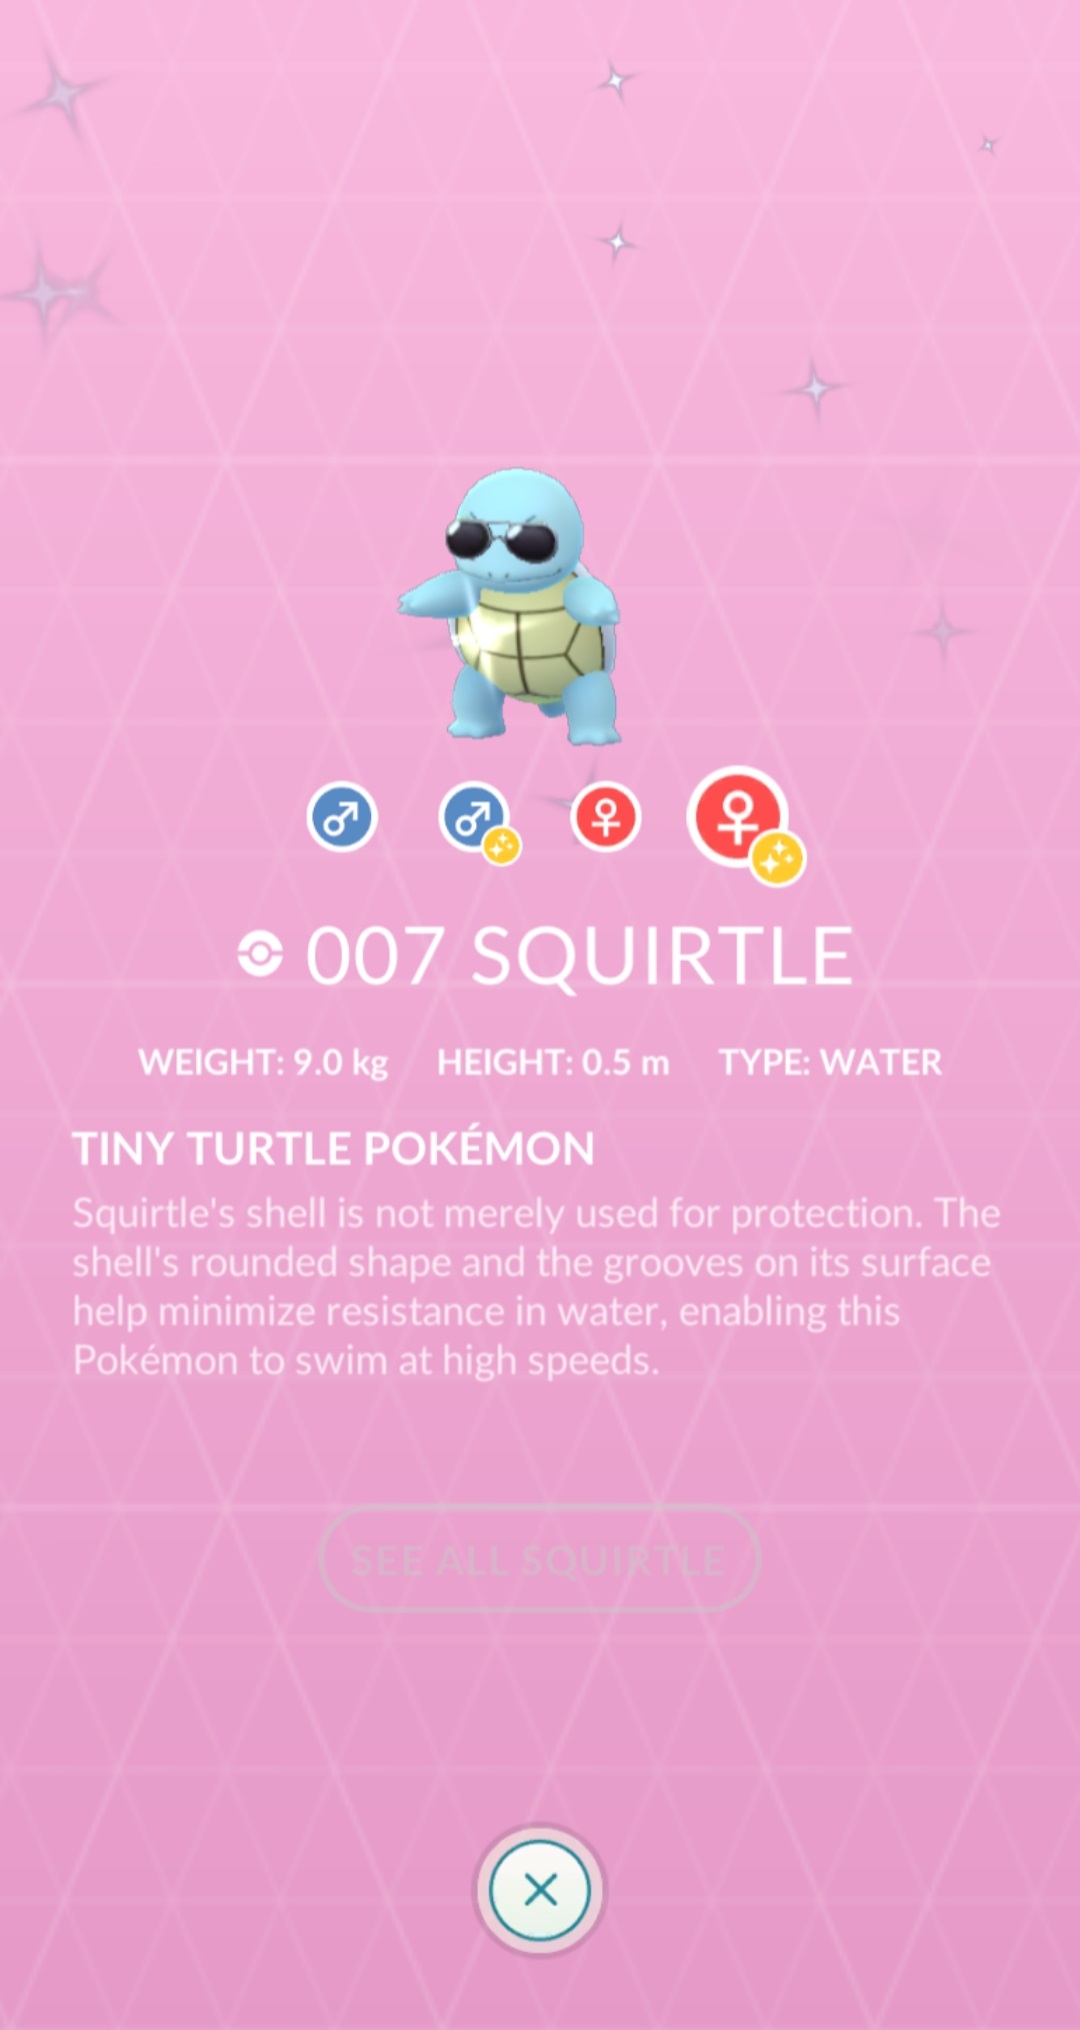 007 SQUIRTLE
WEIGHT: 9.0 kg HEIGHT: 0.5 m TYPE: WATER
TINY TURTLE POKÉMON
Squirtle's shell is not merely used for protection. The
shell's rounded shape and the grooves on its surface
help minimize resistance in water, enabling this
Pokémon to swim at high speeds.
SEE ALL SQUIRTLE